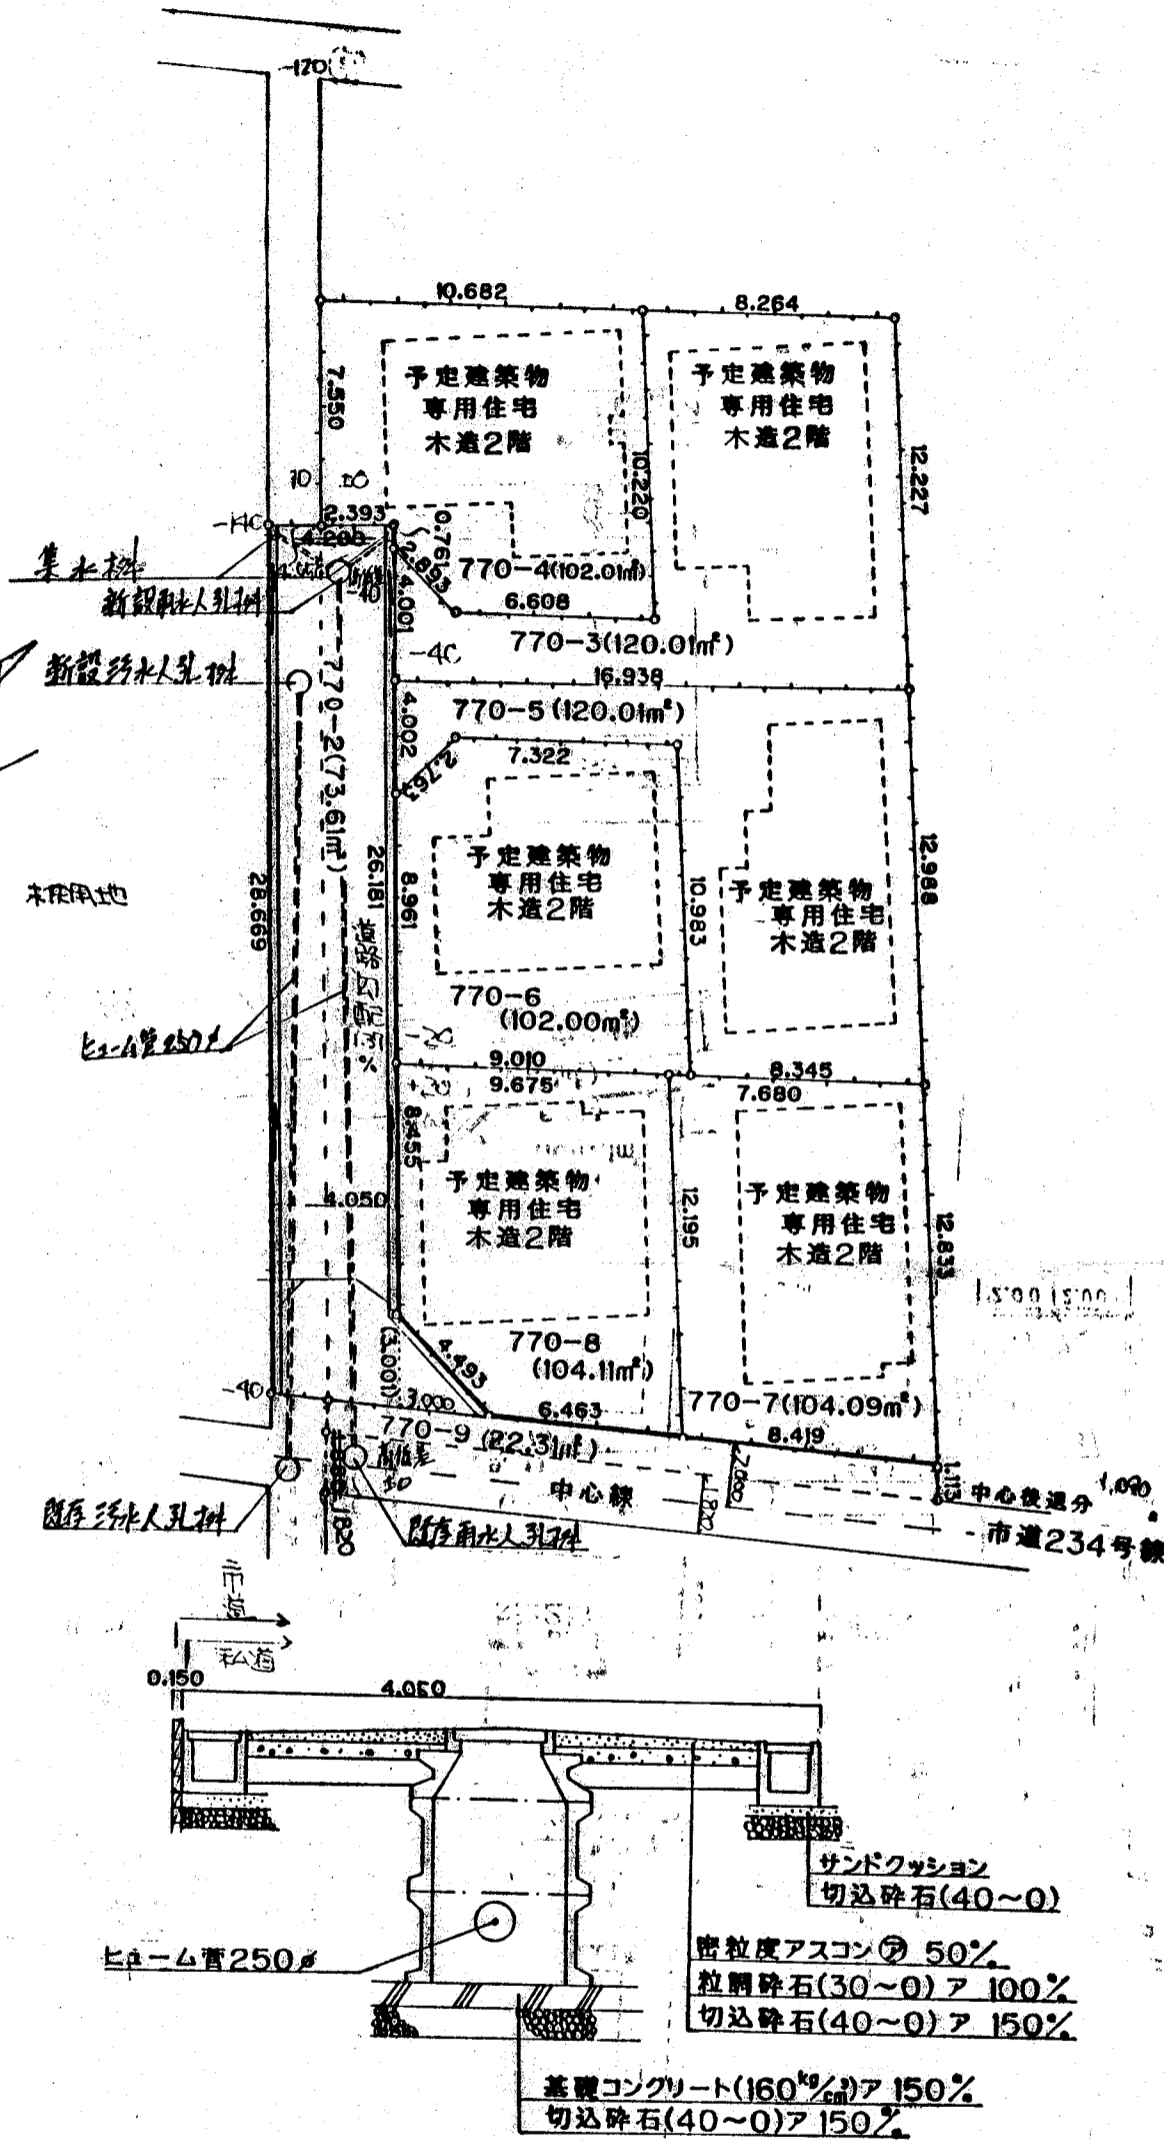 -120
10.682
8.264
予定建築物
専用住宅
木造2階
予定建築物
専用住宅
木造2階
7.550
10.220
12.227
10
2.393
4.200
0.761
2.893
4.001
集水桝
新設雨水人孔桝
770-4(102.01㎡)
6.608
770-3(120.01㎡)
新設汚水人孔桝
16.938
770-5(120.01㎡)
4.002
7.322
2.763
770-2(73.61㎡)
26.181
8.961
28.669
予定建築物
専用住宅
木造2階
10.983
予定建築物
専用住宅
木造2階
12.988
770-6
(102.00㎡)
ヒューム管250φ
9.010
9.675
8.345
7.680
8.455
予定建築物
専用住宅
木造2階
12.195
予定建築物
専用住宅
木造2階
12.833
4.050
770-8
(104.11㎡)
(3.001)
4.493
-40
3.000
6.463
770-7(104.09㎡)
8.419
770-9(22.31㎡)
中心線
1.113
中心後退分
市道234号線
既存汚水人孔桝
既存雨水人孔桝
市道
私道
0.150
4.050
サンドクッション
切込砕石(40~0)
ヒューム管250φ
密粒度アスコン㋐ 50%
粒調砕石(30~0)ア 100%
切込砕石(40~0)ア 150%
基礎コンクリート(160kg/c㎡)ア 150%
切込砕石(40~0)ア 150%